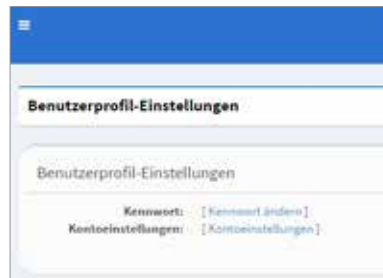 Benutzerprofil-Einstellungen
Benutzerprofil-Einstellungen
Kennwort: [ Kennwort ändern ]
Kontoeinstellungen: [ Kontoeinstellungen ]